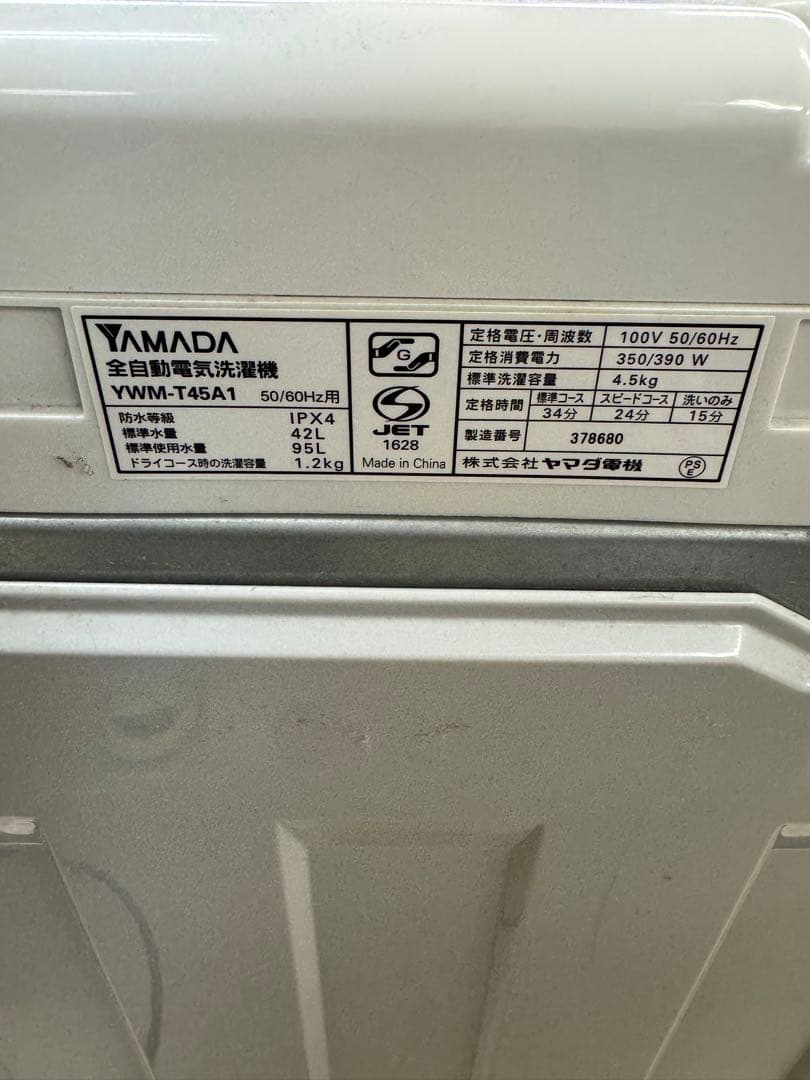 YAMADA
全自動電気洗濯機
YWM-T45A1 50/60Hz用
防水等級 IPX4
標準水量 42L
標準使用水量 95L
ドライコース時の洗濯容量 1.2kg
G
JET
1628
Made in China
定格電圧・周波数 100V 50/60Hz
定格消費電力 350/390 W
標準洗濯容量 4.5kg
定格時間 標準コース スピードコース 洗いのみ
34分 24分 15分
製造番号 378680
株式会社ヤマダ電機 PSE